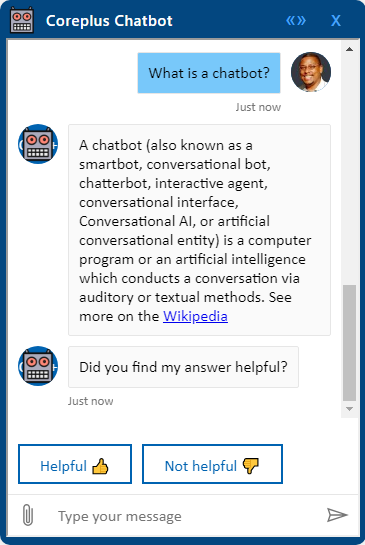 Coreplus Chatbot «» X
What is a chatbot?
Just now
A chatbot (also known as a
smartbot, conversational bot,
chatterbot, interactive agent,
conversational interface,
Conversational AI, or artificial
conversational entity) is a computer
program or an artificial intelligence
which conducts a conversation via
auditory or textual methods. See
more on the Wikipedia
Did you find my answer helpful?
Just now
Helpful 👍 Not helpful 👎
Type your message